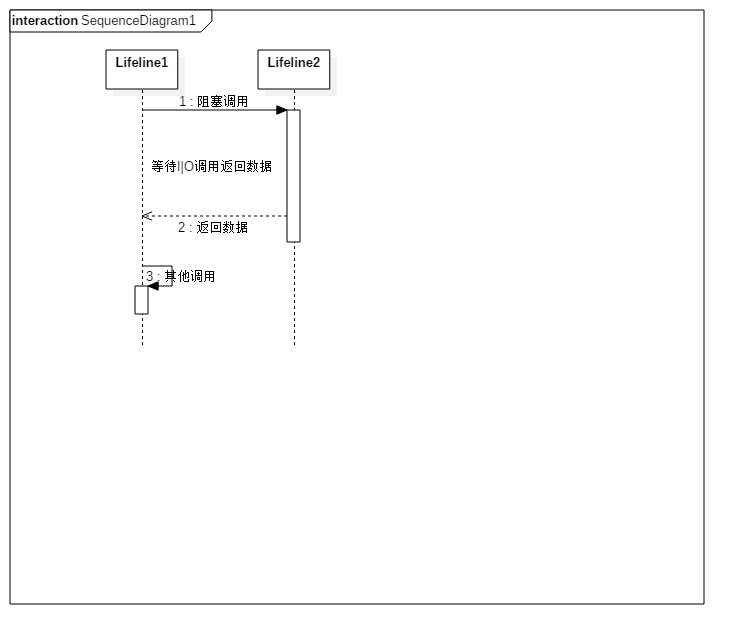 interaction SequenceDiagram1
Lifeline1
Lifeline2
1 : 阻塞调用
等待I|O调用返回数据
2 : 返回数据
3 : 其他调用